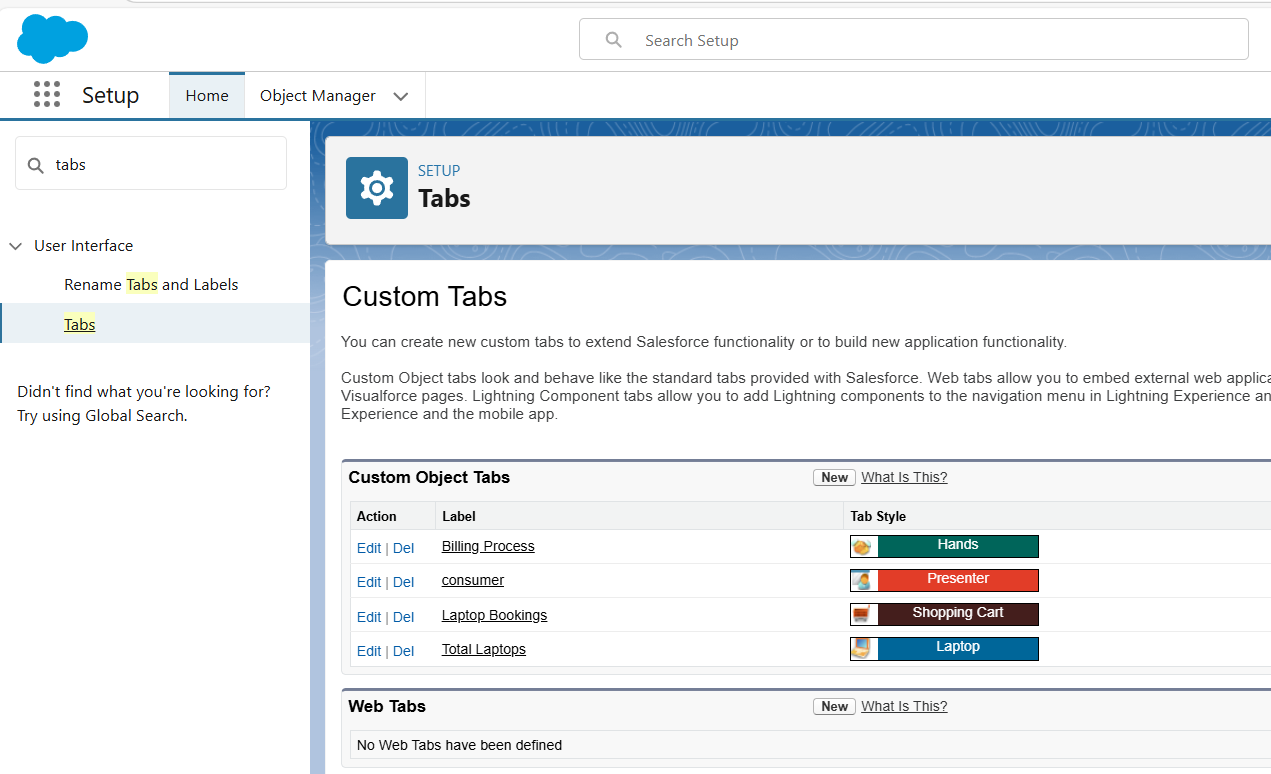 Search Setup
Setup
Home
Object Manager
tabs
User Interface
Rename Tabs and Labels
Tabs
Didn't find what you're looking for?
Try using Global Search.
SETUP
Tabs
Custom Tabs
You can create new custom tabs to extend Salesforce functionality or to build new application functionality.
Custom Object tabs look and behave like the standard tabs provided with Salesforce. Web tabs allow you to embed external web applica
Visualforce pages. Lightning Component tabs allow you to add Lightning components to the navigation menu in Lightning Experience an
Experience and the mobile app.
Custom Object Tabs New What Is This?
Action Label Tab Style
Edit | Del Billing Process Hands
Edit | Del consumer Presenter
Edit | Del Laptop Bookings Shopping Cart
Edit | Del Total Laptops Laptop
Web Tabs New What Is This?
No Web Tabs have been defined